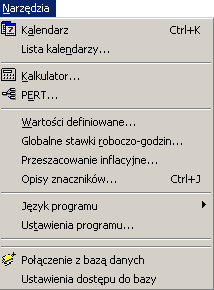 Narzędzia
Kalendarz Ctrl+K
Lista kalendarzy...
Kalkulator...
PERT...
Wartości definiowane...
Globalne stawki roboczo-godzin...
Przeszacowanie inflacyjne...
Opisy znaczników... Ctrl+J
Język programu
Ustawienia programu...
Połączenie z bazą danych
Ustawienia dostępu do bazy